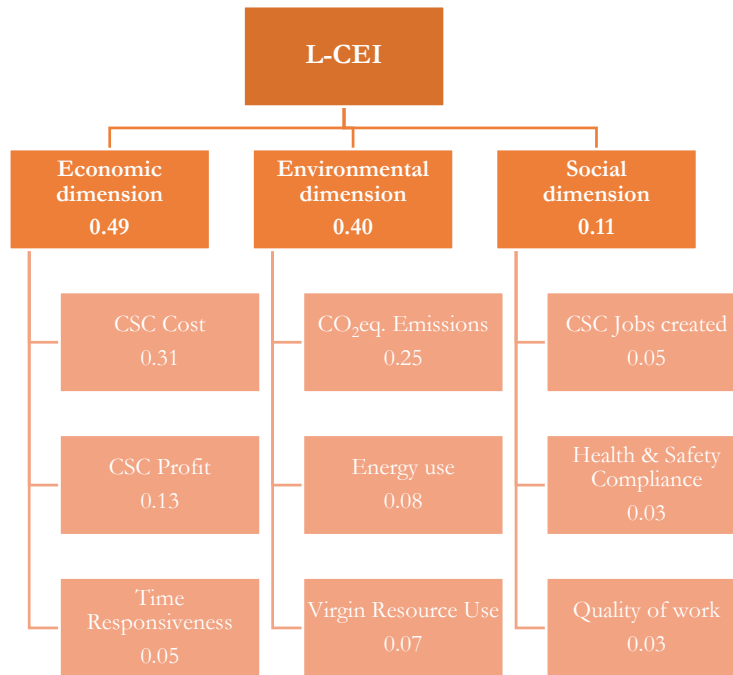 L-CEI
Economic
dimension
0.49
Environmental
dimension
0.40
Social
dimension
0.11
CSC Cost
0.31
CO₂eq. Emissions
0.25
CSC Jobs created
0.05
CSC Profit
0.13
Energy use
0.08
Health & Safety
Compliance
0.03
Time
Responsiveness
0.05
Virgin Resource Use
0.07
Quality of work
0.03